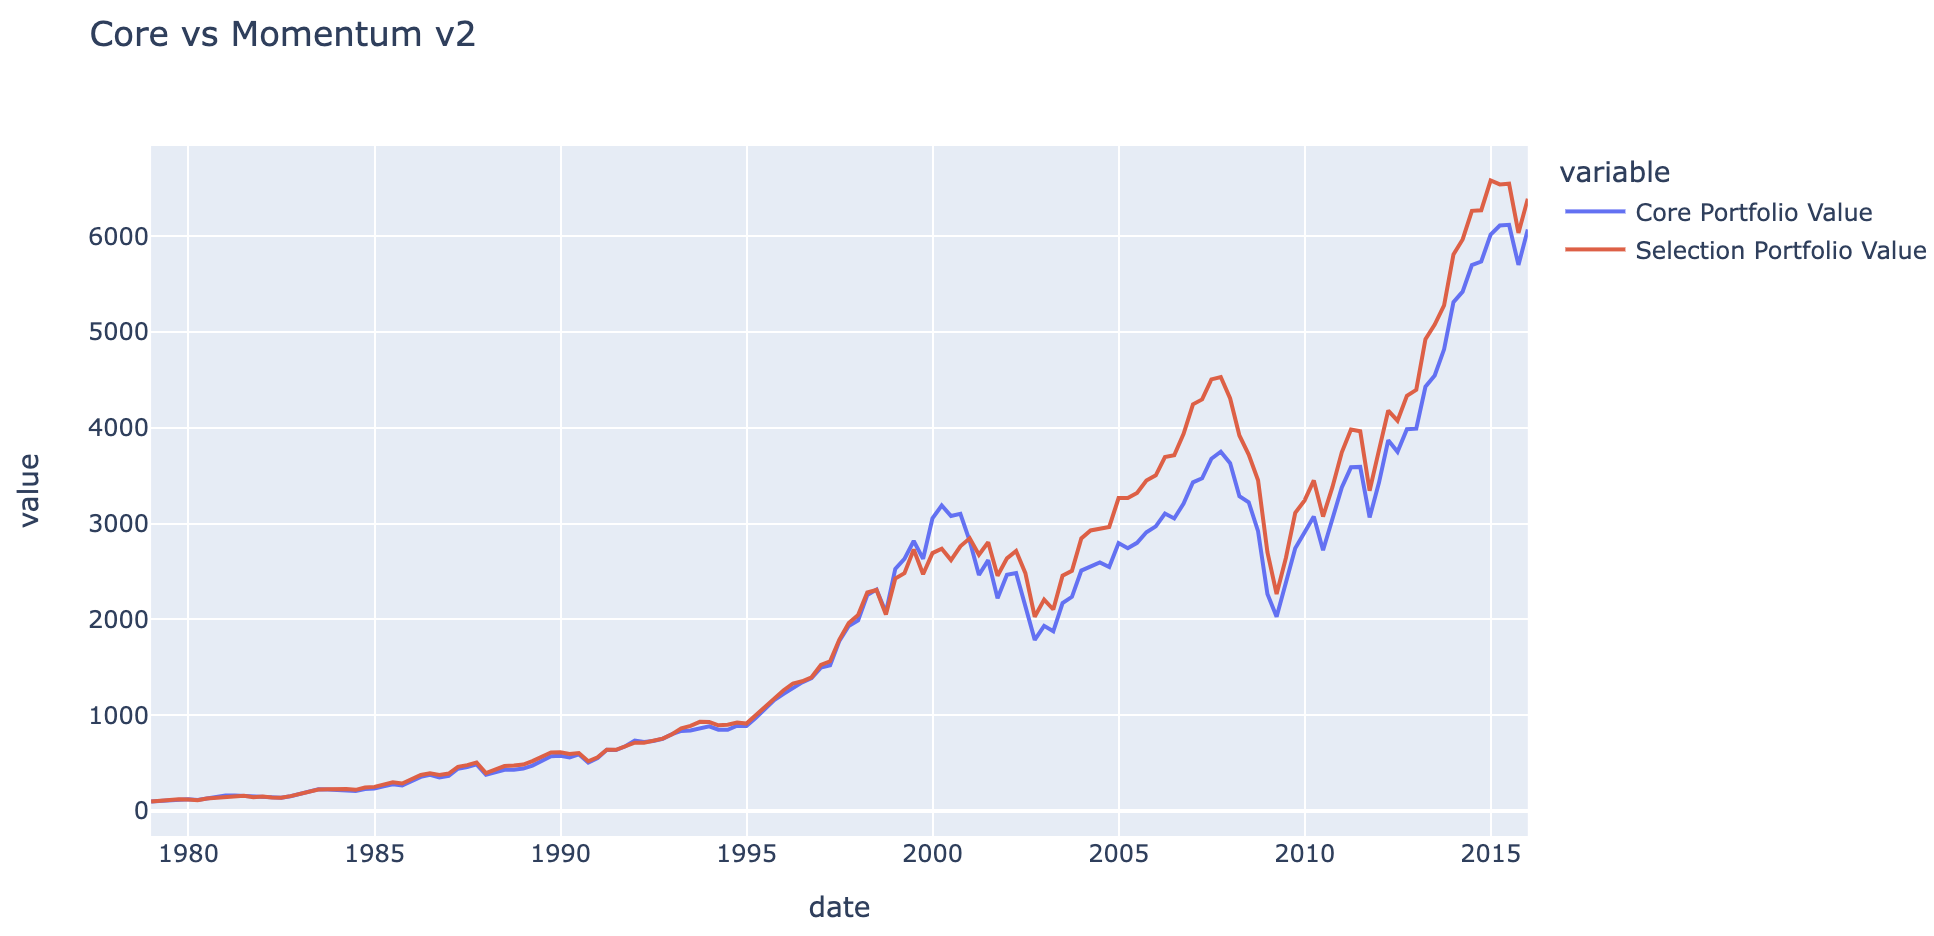 Core vs Momentum v2
variable
Core Portfolio Value
Selection Portfolio Value
value
6000
5000
4000
3000
2000
1000
0
1980
1985
1990
1995
2000
2005
2010
2015
date